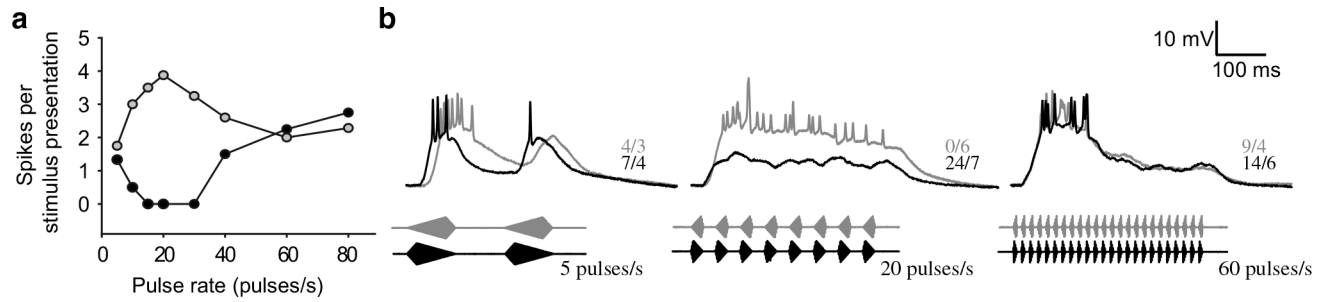 a
Spikes per
stimulus presentation
5
4
3
2
1
0
0 20 40 60 80
Pulse rate (pulses/s)
b
10 mV
100 ms
4/3
7/4
0/6
24/7
9/4
14/6
5 pulses/s
20 pulses/s
60 pulses/s